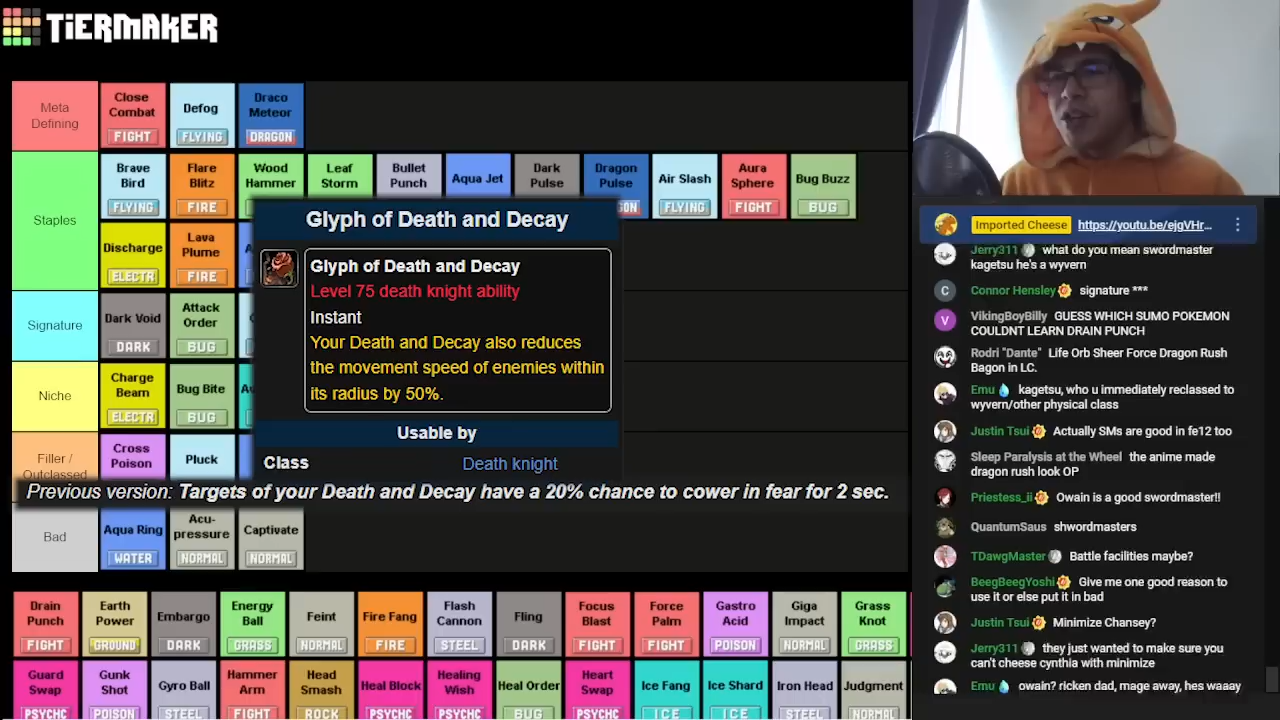 TiERMAKER
Meta
Defining
Close
Combat
FIGHT
Defog
FLYING
Draco
Meteor
DRAGON
Staples
Brave
Bird
FLYING
Flare
Blitz
FIRE
Wood
Hammer
Leaf
Storm
Bullet
Punch
Aqua Jet
Dark
Pulse
Dragon
Pulse
Air Slash
FLYING
Aura
Sphere
FIGHT
Bug Buzz
BUG
Discharge
ELECTR
Lava
Plume
FIRE
Signature
Dark Void
DARK
Attack
Order
BUG
Niche
Charge
Beam
ELECTR
Bug Bite
BUG
Filler /
Outclassed
Cross
Poison
Pluck
Glyph of Death and Decay
Glyph of Death and Decay
Level 75 death knight ability
Instant
Your Death and Decay also reduces
the movement speed of enemies within
its radius by 50%.
Usable by
Class Death knight
Previous version: Targets of your Death and Decay have a 20% chance to cower in fear for 2 sec.
Bad
Aqua Ring
WATER
Acu-
pressure
NORMAL
Captivate
NORMAL
Drain
Punch
FIGHT
Earth
Power
GROUND
Embargo
DARK
Energy
Ball
GRASS
Feint
NORMAL
Fire Fang
FIRE
Flash
Cannon
STEEL
Fling
DARK
Focus
Blast
FIGHT
Force
Palm
FIGHT
Gastro
Acid
POISON
Giga
Impact
NORMAL
Grass
Knot
GRASS
Guard
Swap
PSYCHC
Gunk
Shot
POISON
Gyro Ball
STEEL
Hammer
Arm
FIGHT
Head
Smash
ROCK
Heal Block
PSYCHC
Healing
Wish
PSYCHC
Heal Order
BUG
Heart
Swap
PSYCHC
Ice Fang
ICE
Ice Shard
ICE
Iron Head
STEEL
Judgment
NORMAL
Imported Cheese https://youtu.be/ejgVHr...
Jerry311 what do you mean swordmaster
kagetsu he's a wyvern
C Connor Hensley signature ***
V VikingBoyBilly GUESS WHICH SUMO POKEMON
COULDNT LEARN DRAIN PUNCH
Rodri "Dante" Life Orb Sheer Force Dragon Rush
Bagon in LC.
Emu kagetsu, who u immediately reclassed to
wyvern/other physical class
Justin Tsui Actually SMs are good in fe12 too
Sleep Paralysis at the Wheel the anime made
dragon rush look OP
Priestess_ii Owain is a good swordmaster!!
QuantumSaus shwordmasters
TDawgMaster Battle facilities maybe?
BeegBeegYoshi Give me one good reason to
use it or else put it in bad
Justin Tsui Minimize Chansey?
Jerry311 they just wanted to make sure you
can't cheese cynthia with minimize
Emu owain? ricken dad, mage away, hes waaay